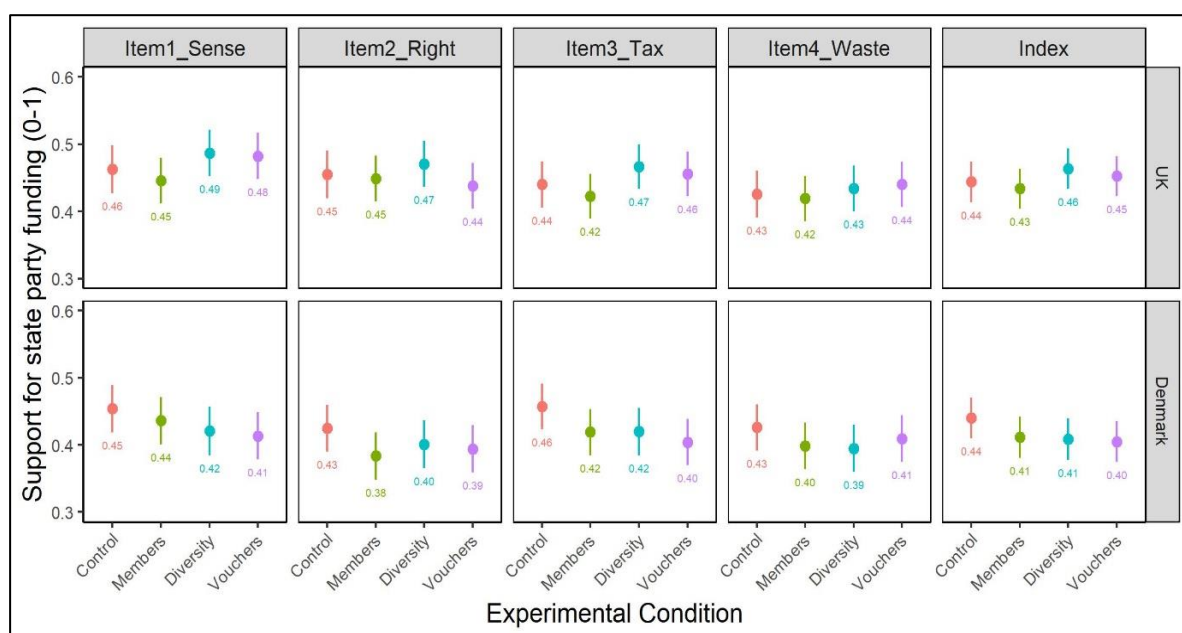 Item1_Sense Item2_Right Item3_Tax Item4_Waste Index
Support for state party funding (0-1)
0.6
0.5
0.4
0.3
0.46 0.45 0.49 0.48
0.45 0.45 0.47 0.44
0.44 0.42 0.47 0.46
0.43 0.42 0.43 0.44
0.44 0.43 0.46 0.45
UK
0.6
0.5
0.4
0.3
0.45 0.44 0.42 0.41
0.43 0.38 0.40 0.39
0.46 0.42 0.42 0.40
0.43 0.40 0.39 0.41
0.44 0.41 0.41 0.40
Denmark
Control Members Diversity Vouchers
Control Members Diversity Vouchers
Control Members Diversity Vouchers
Control Members Diversity Vouchers
Control Members Diversity Vouchers
Experimental Condition